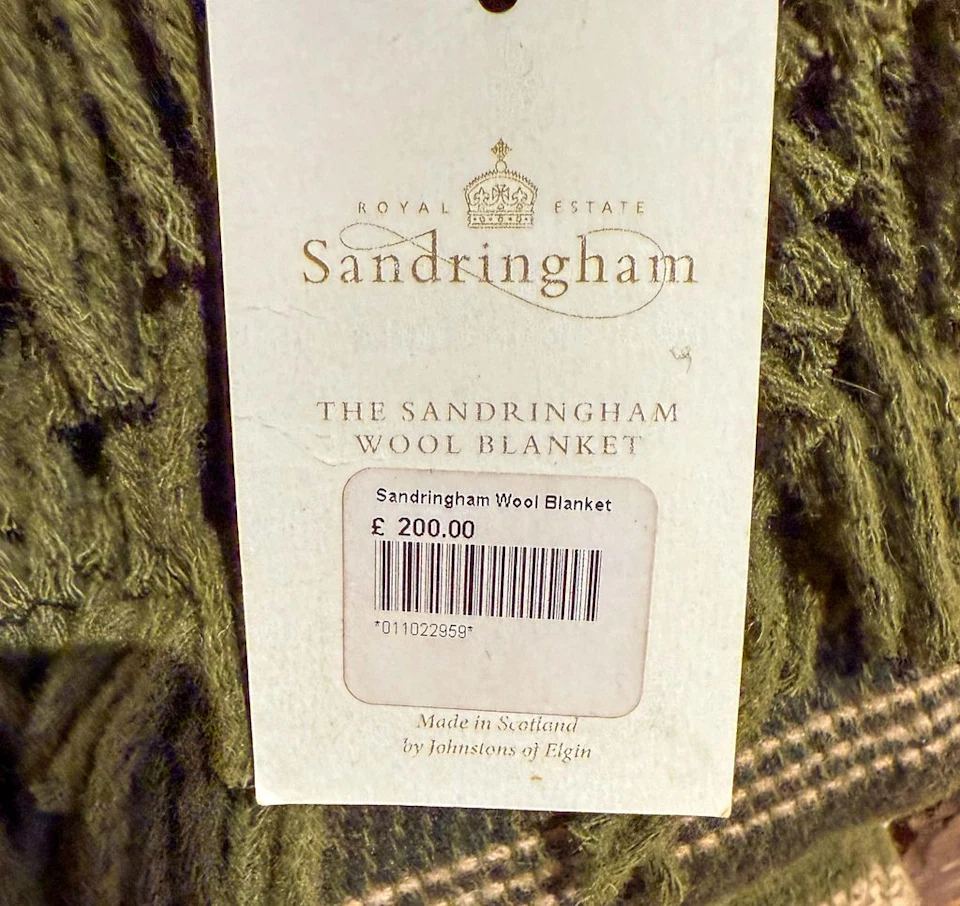 ROYAL ESTATE
Sandringham
THE SANDRINGHAM
WOOL BLANKET
Sandringham Wool Blanket
£ 200.00
*011022959*
Made in Scotland
by Johnstons of Elgin